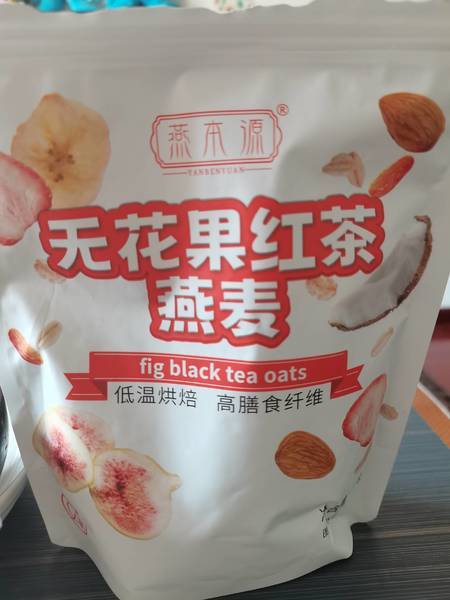 燕本源®
YANBENYUAN
无花果红茶
燕麦
fig black tea oats
低温烘焙 高膳食纤维